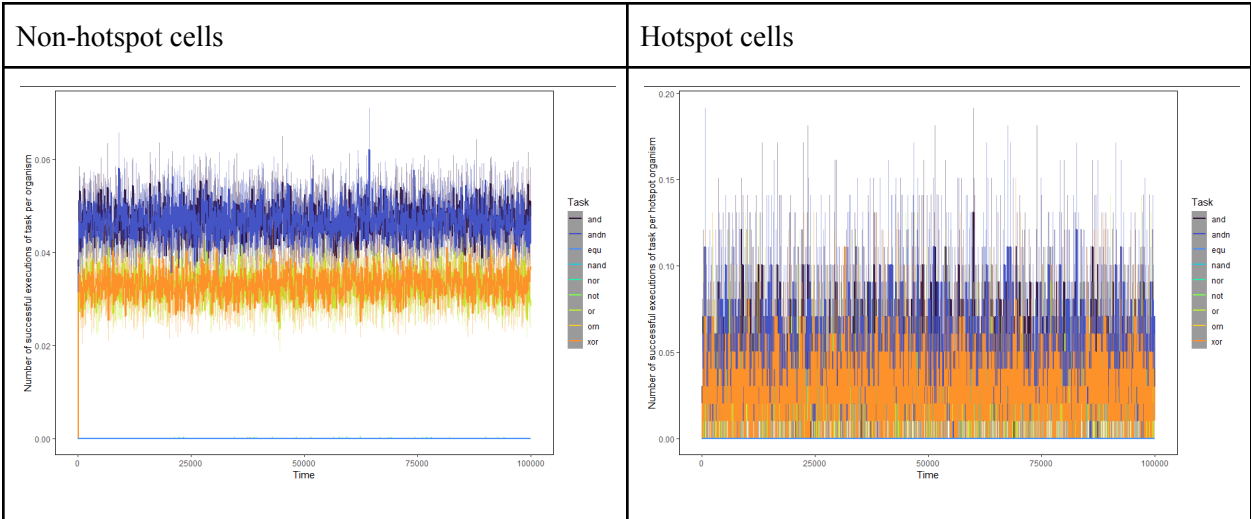 Non-hotspot cells
Hotspot cells
Number of successful executions of task per organism
0.06
0.04
0.02
0.00
0
25000
50000
75000
100000
Time
Task
and
andn
equ
nand
nor
not
or
orn
xor
Number of successful executions of task per hotspot organism
0.20
0.15
0.10
0.05
0.00
0
25000
50000
75000
100000
Time
Task
and
andn
equ
nand
nor
not
or
orn
xor